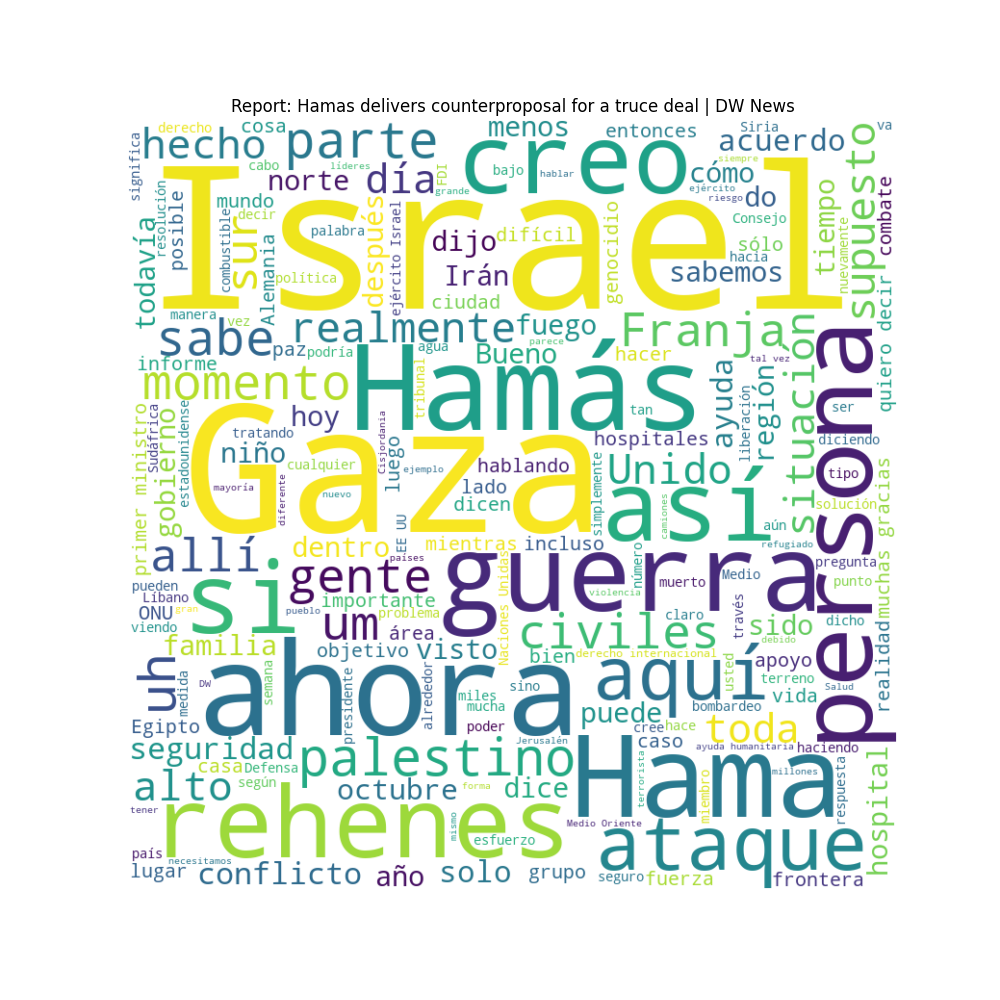 Report: Hamas delivers counterproposal for a truce deal | DW News
derecho
cosa
menos
entonces
Siria
va
significa
hecho
parte
creo
acuerdo
siempre
cabo
líderes
bajo
hablar
cómo
norte
día
FDI
grande
ejército
riesgo
do
supuesto
resolución
posible
mundo
decir
combustible
sur
Israel
después
palabra
dijo
difícil
genocidio
Consejo
sólo
hacia
tiempo
nuevamente
combate
todavía
Alemania
política
ejército Israel
Irán
ciudad
sabemos
manera
vez
realmente
fuego
Franja
quiero decir
sabe
paz
podría
agua
Bueno
parece
hacer
tal vez
informe
momento
Hamás
tribunal
ayuda
región
situación
persona
primer ministro
Sudáfrica
gobierno
estadounidense
hoy
tan
liberación
ser
tratando
niño
Gaza
luego
Cisjordania
hablando
hospitales
diciendo
cualquier
ejemplo
lado
dicen
simplemente
Unido
tipo
mayoría
diferente
nuevo
así
camiones
solución
aún
muchas gracias
allí
dentro
EE UU
mientras
incluso
número
refugiado
países
pregunta
pueden
si
gente
guerra
muerto
Medio
punto
Líbano
ONU
pueblo
importante
violencia
través
claro
gran
viendo
um
problema
área
Naciones Unidas
civiles
sido
dicho
debido
realidad
familia
objetivo
visto
bien
derecho internacional
usted
apoyo
uh
medida
DW
semana
ahora
presidente
alrededor
sino
aquí
terreno
vida
Salud
miles
mucha
bombardeo
Egipto
poder
puede
cree
hace
toda
seguridad
palestino
Jerusalén
Hama
caso
ayuda humanitaria
haciendo
casa
Defensa
según
terrorista
millones
respuesta
hospital
alto
octubre
forma
dice
miembro
tener
rehenes
mismo
esfuerzo
Medio Oriente
ataque
país
necesitamos
lugar
conflicto
año
solo
grupo
seguro
fuerza
frontera